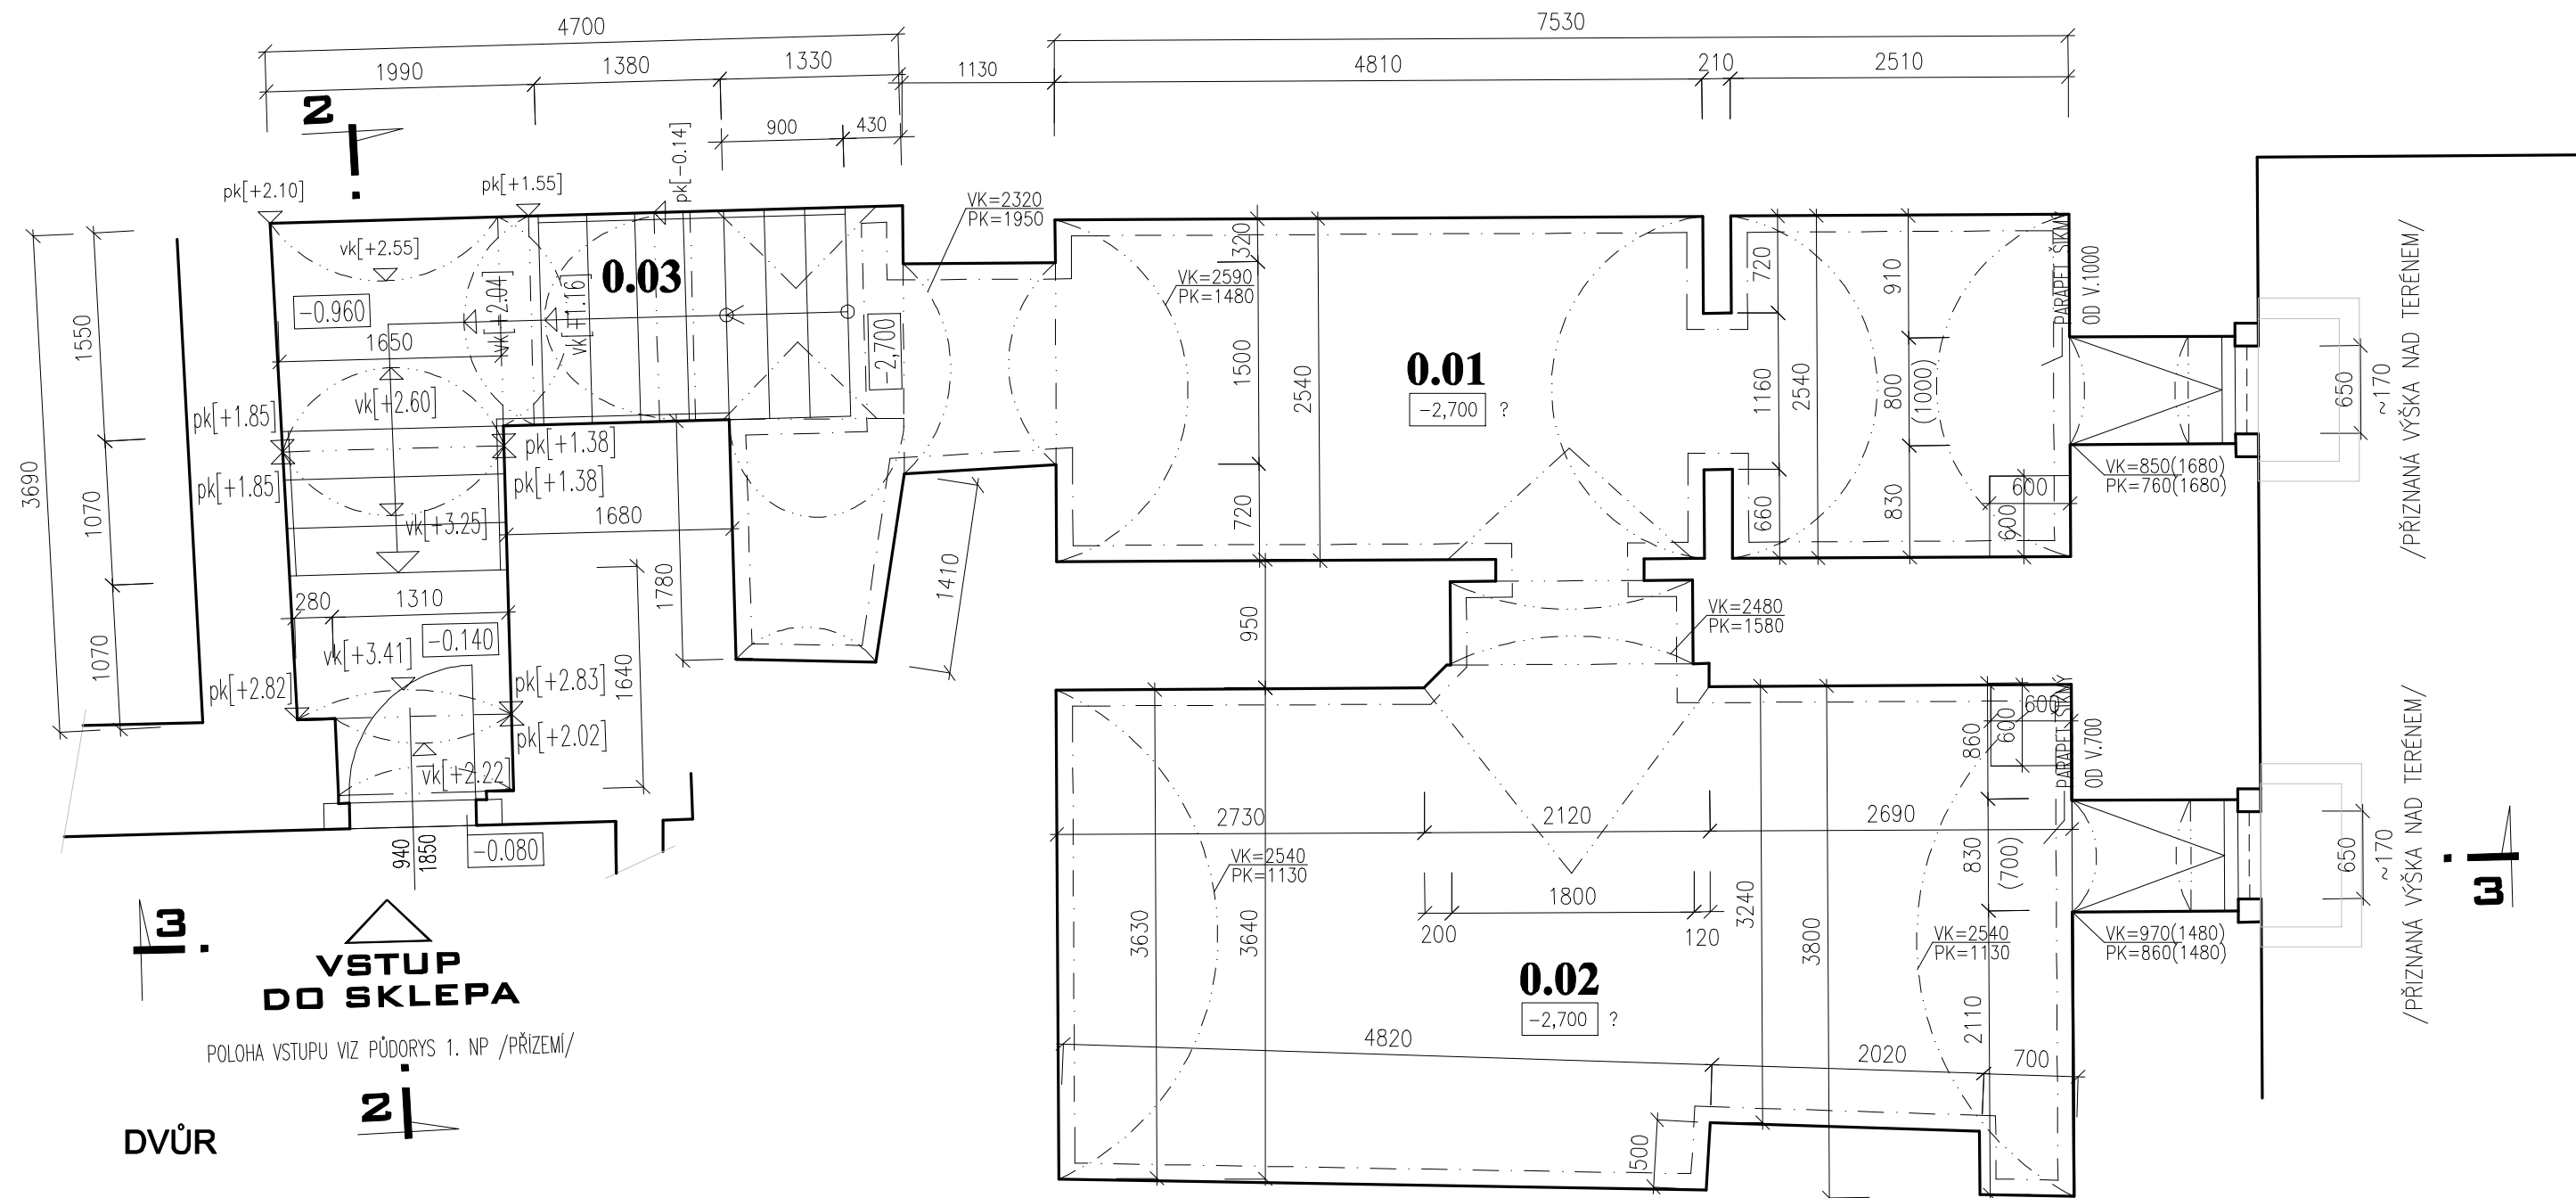 4700
7530
1990
1380
1330
1130
4810
210
2510
2
900
430
pk[-0.14]
pk[+2.10]
pk[+1.55]
VK=2320
PK=1950
vk[+2.55]
0.03
320
VK=2590
PK=1480
720
910
PARAPET ŠIKMÝ
OD V.1000
/PŘIZNANÁ VÝŠKA NAD TERÉNEM/
-0.960
vk[+2.04]
vk[+1.16]
-2,700
1550
1650
1500
2540
0.01
-2,700 ?
1160
2540
800
(1000)
650
~170
vk[+2.60]
pk[+1.85]
pk[+1.38]
3690
pk[+1.85]
pk[+1.38]
VK=850(1680)
PK=760(1680)
1070
vk[+3.25]
1680
720
660
830
600
600
1780
1410
280
1310
950
VK=2480
PK=1580
-0.140
1070
vk[+3.41]
1640
pk[+2.82]
pk[+2.83]
pk[+2.02]
vk[+2.22]
860
600
600
PARAPET ŠIKMÝ
OD V.700
/PŘIZNANÁ VÝŠKA NAD TERÉNEM/
2730
2120
2690
940
1850
-0.080
VK=2540
PK=1130
830
(700)
650
~170
3
3
1800
200
120
3630
3640
3240
3800
VK=2540
PK=1130
VK=970(1480)
PK=860(1480)
VSTUP
DO SKLEPA
0.02
-2,700 ?
POLOHA VSTUPU VIZ PŮDORYS 1. NP /PŘÍZEMÍ/
4820
2020
700
2110
2
DVŮR
500